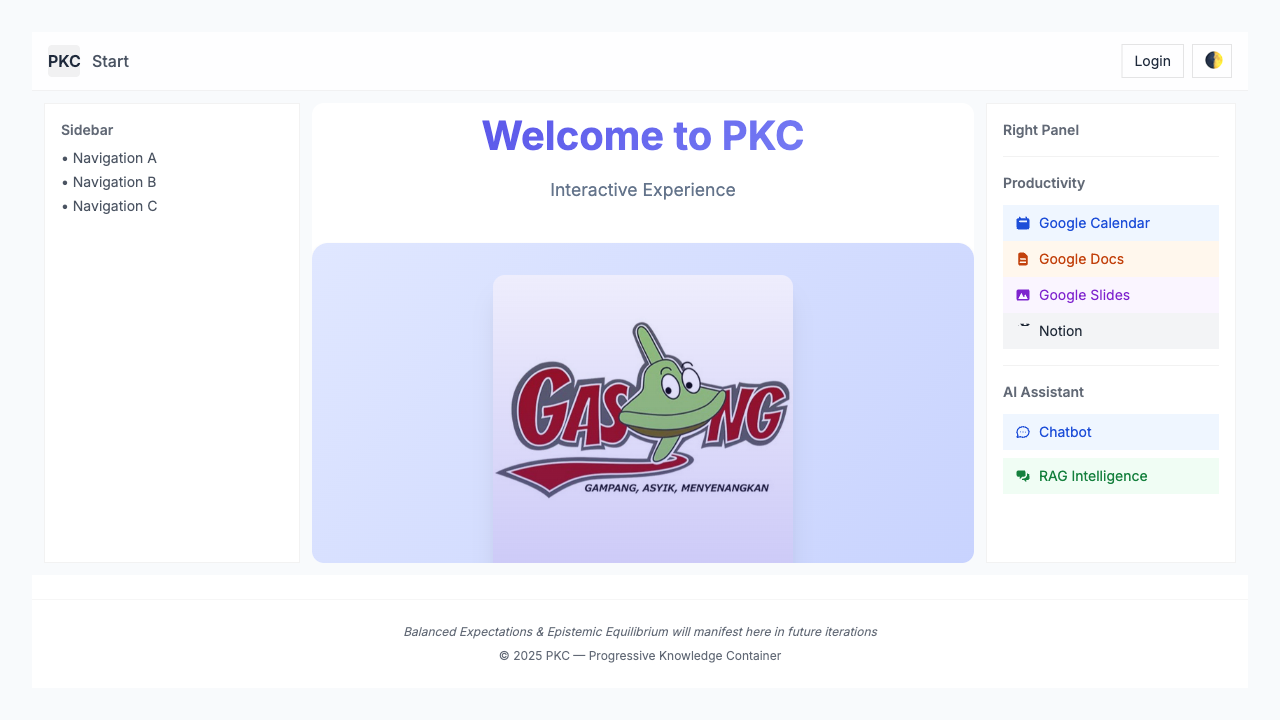 PKC Start
Login
Sidebar
• Navigation A
• Navigation B
• Navigation C
Welcome to PKC
Interactive Experience
GASING
GAMPANG, ASYIK, MENYENANGKAN
Right Panel
Productivity
Google Calendar
Google Docs
Google Slides
Notion
AI Assistant
Chatbot
RAG Intelligence
Balanced Expectations & Epistemic Equilibrium will manifest here in future iterations
© 2025 PKC — Progressive Knowledge Container